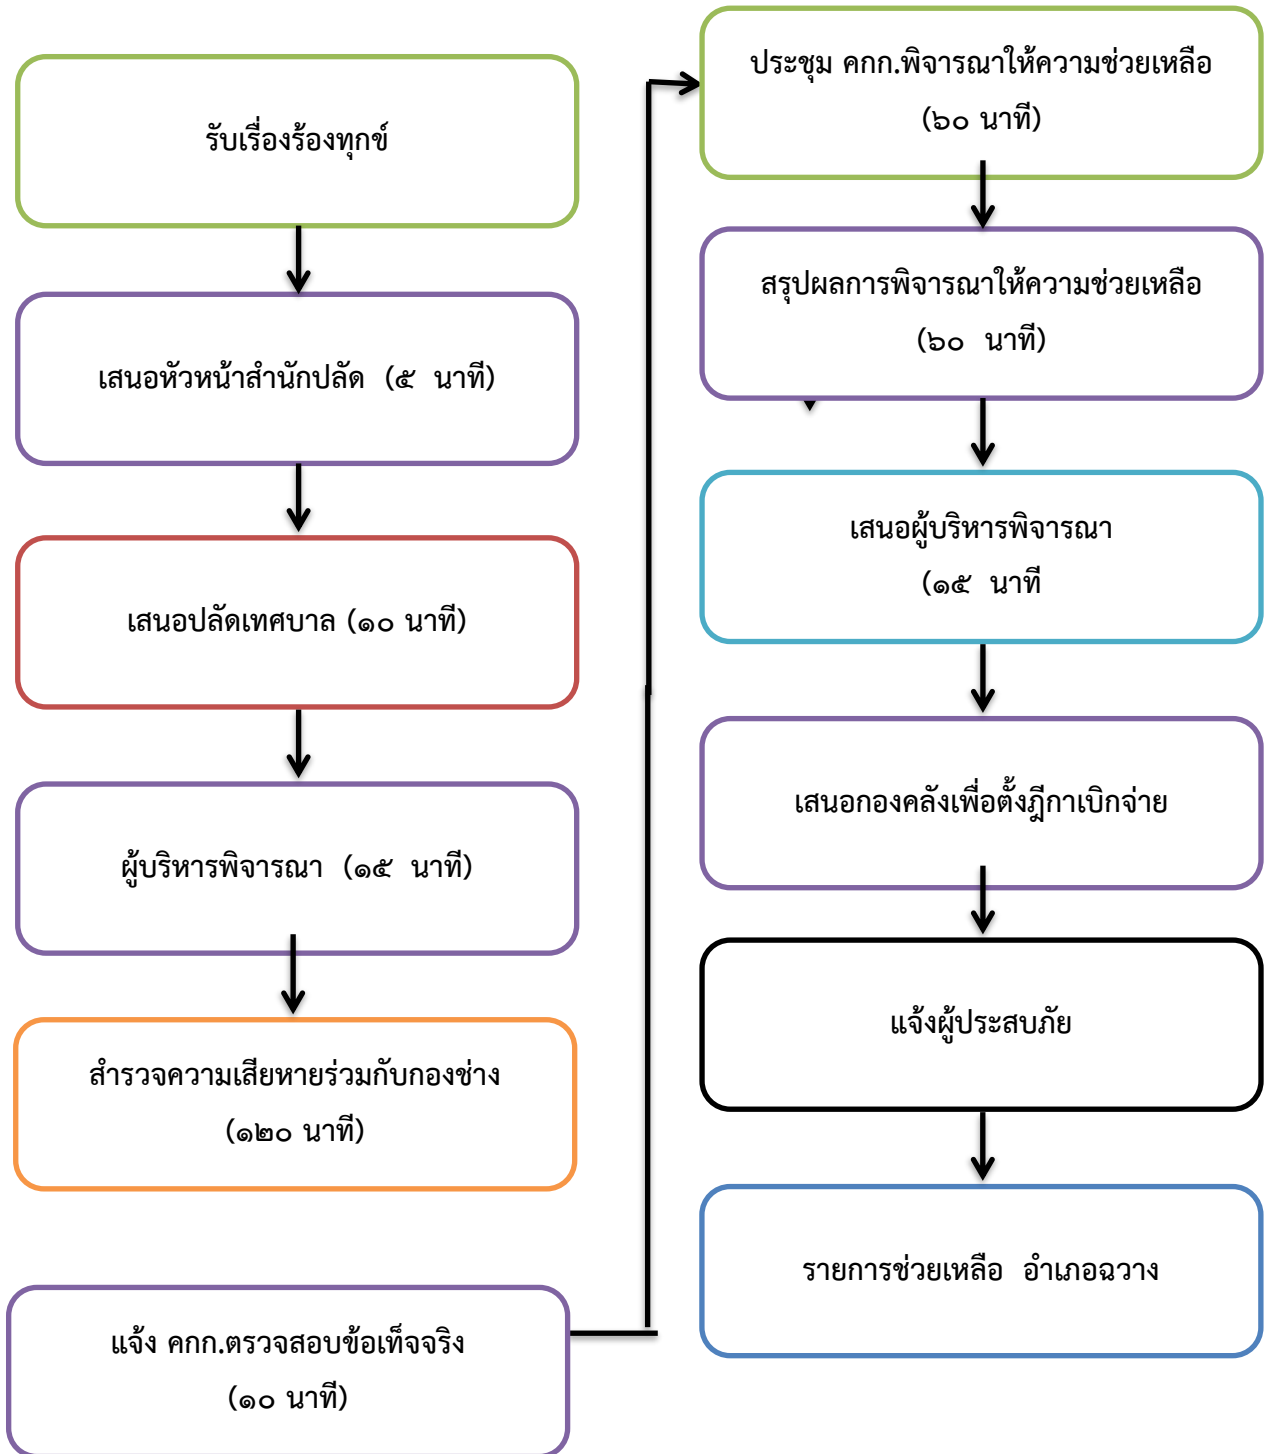 รับเรื่องร้องทุกข์
เสนอหัวหน้าสำนักปลัด (๕ นาที)
เสนอปลัดเทศบาล (๑๐ นาที)
ผู้บริหารพิจารณา (๑๕ นาที)
สำรวจความเสียหายร่วมกับกองช่าง
(๑๒๐ นาที)
แจ้ง คกก.ตรวจสอบข้อเท็จจริง
(๑๐ นาที)
ประชุม คกก.พิจารณาให้ความช่วยเหลือ
(๖๐ นาที)
สรุปผลการพิจารณาให้ความช่วยเหลือ
(๖๐ นาที)
เสนอผู้บริหารพิจารณา
(๑๕ นาที
เสนอกองคลังเพื่อตั้งฎีกาเบิกจ่าย
แจ้งผู้ประสบภัย
รายการช่วยเหลือ อำเภอฉวาง